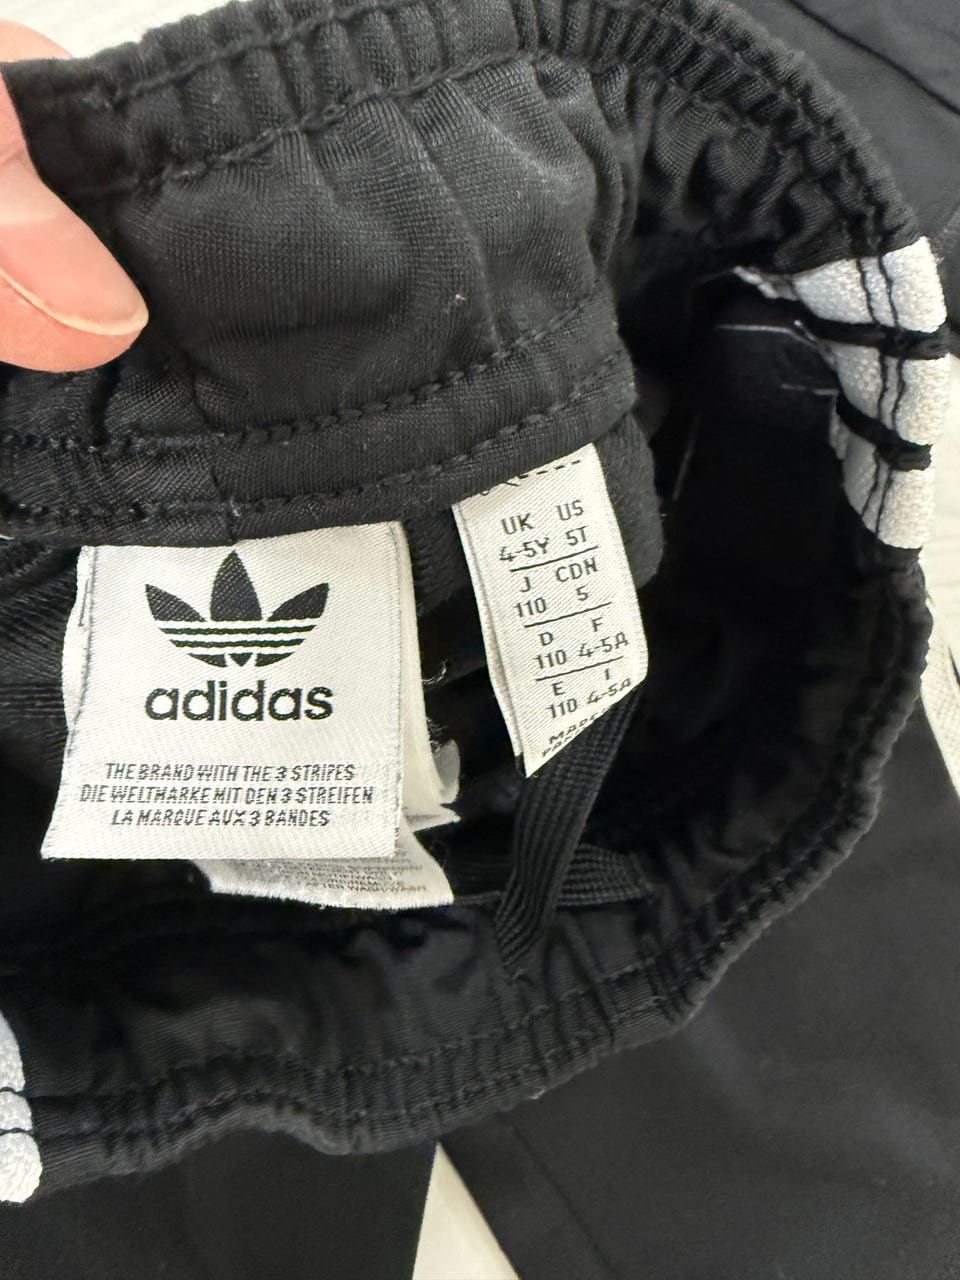 adidas
THE BRAND WITH THE 3 STRIPES
DIE WELTMARKE MIT DEN 3 STREIFEN
LA MARQUE AUX 3 BANDES
UK US
4-5Y 5T
J CDN
110 5
D F
110 4-5A
E I
110 4-5A
MADE